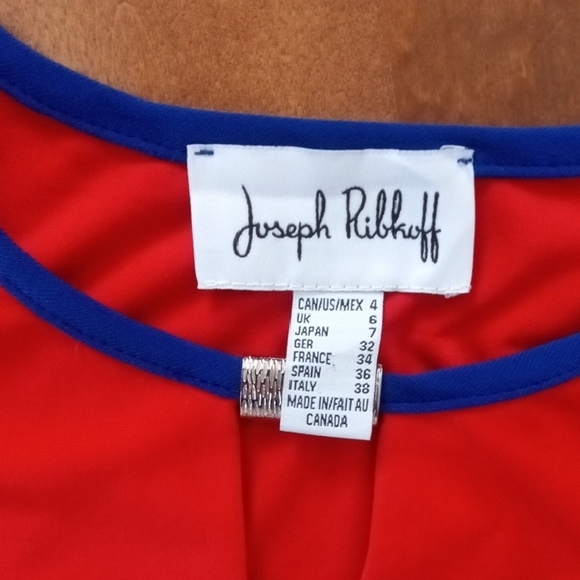 Joseph Ribkoff
CAN/US/MEX 4
UK 6
JAPAN 7
GER 32
FRANCE 34
SPAIN 36
ITALY 38
MADE IN/FAIT AU
CANADA